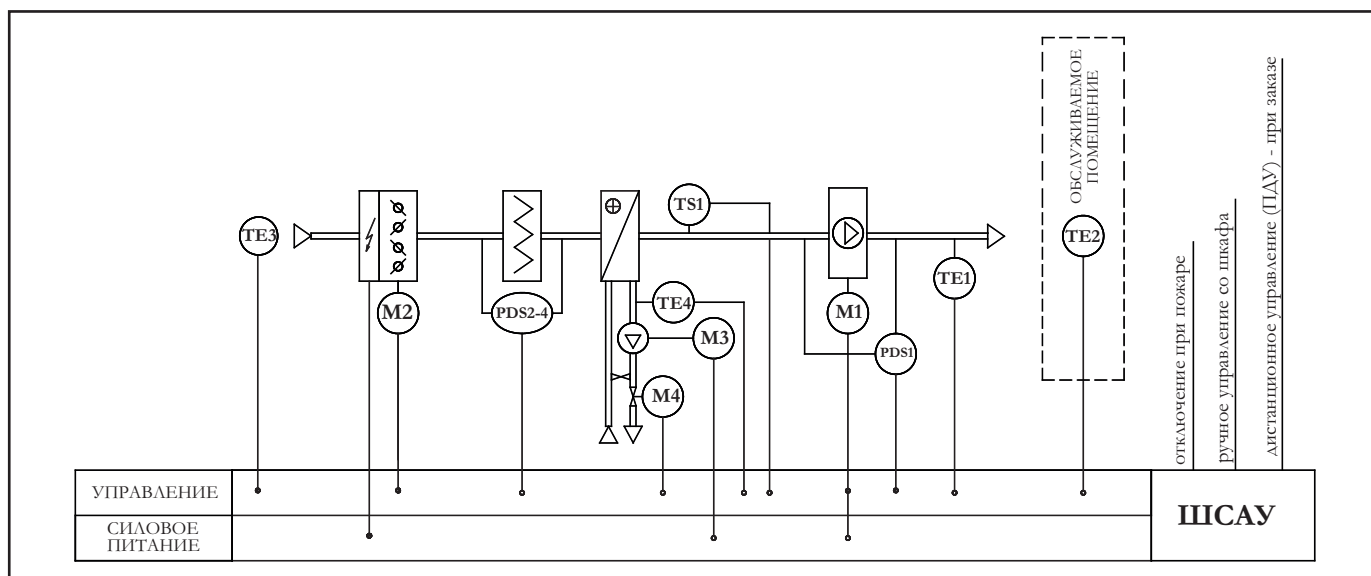 ОБСЛУЖИВАЕМОЕ
ПОМЕЩЕНИЕ
отключение при пожаре
ручное управление со шкафа
дистанционное управление (ПДУ) - при заказе
TE3
TS1
TE2
M2
PDS2-4
TE4
M3
M4
M1
PDS1
TE1
УПРАВЛЕНИЕ
СИЛОВОЕ
ПИТАНИЕ
ШСАУ